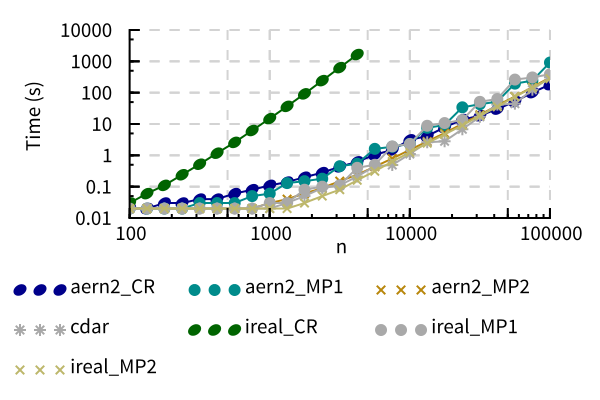 10000
1000
100
10
1
0.1
0.01
Time (s)
100 1000 10000 100000
n
aern2_CR aern2_MP1 aern2_MP2
cdar ireal_CR ireal_MP1
ireal_MP2